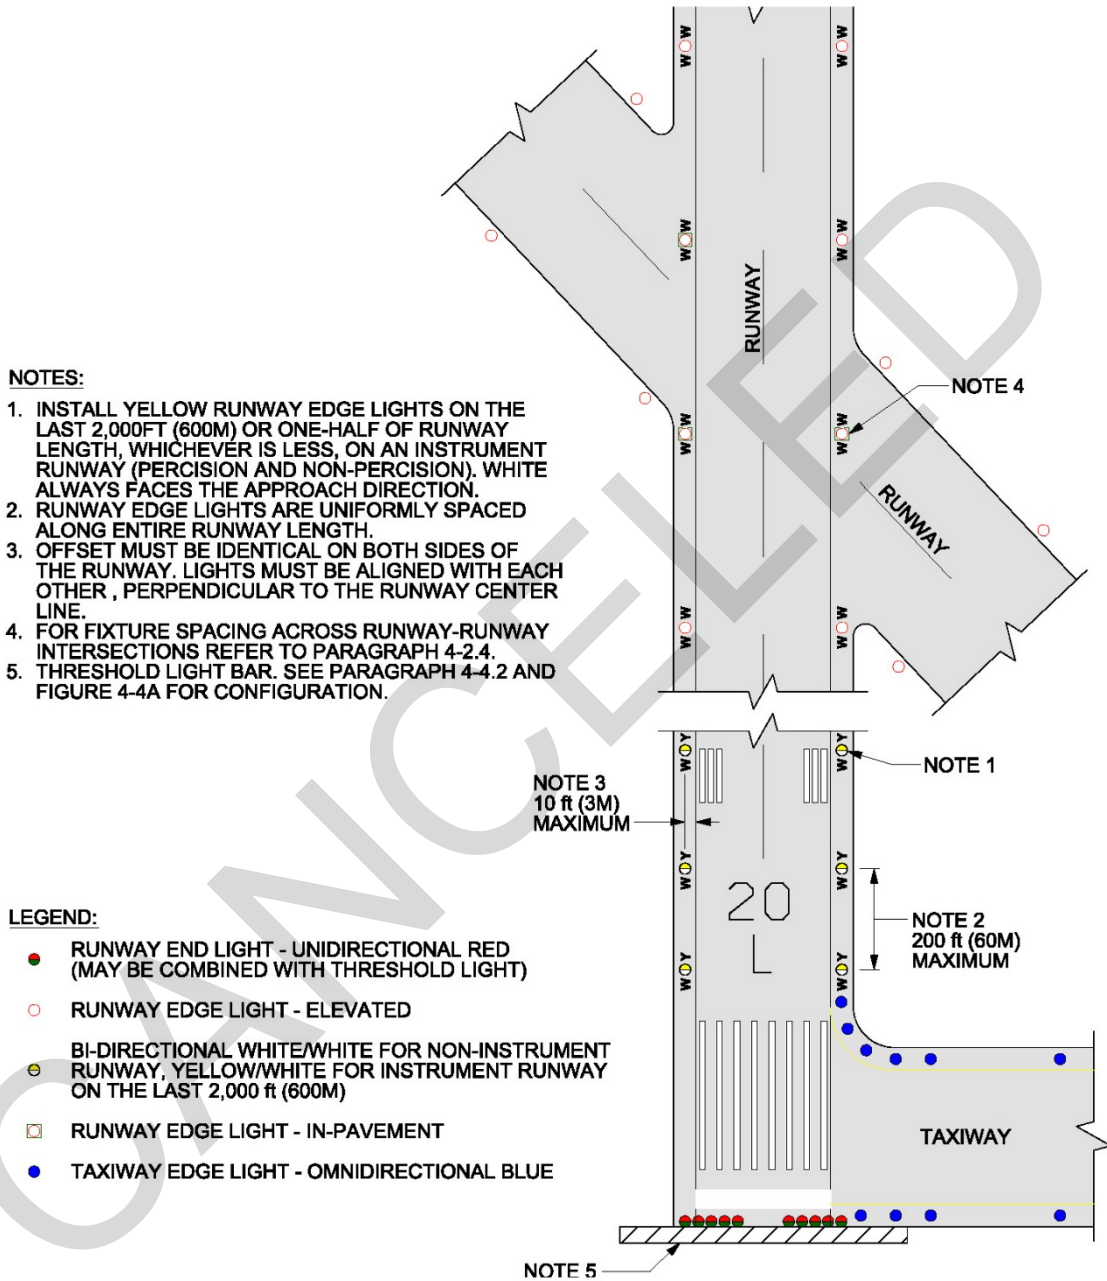 NOTES:
1. INSTALL YELLOW RUNWAY EDGE LIGHTS ON THE
LAST 2,000FT (600M) OR ONE-HALF OF RUNWAY
LENGTH, WHICHEVER IS LESS, ON AN INSTRUMENT
RUNWAY (PERCISION AND NON-PERCISION). WHITE
ALWAYS FACES THE APPROACH DIRECTION.
2. RUNWAY EDGE LIGHTS ARE UNIFORMLY SPACED
ALONG ENTIRE RUNWAY LENGTH.
3. OFFSET MUST BE IDENTICAL ON BOTH SIDES OF
THE RUNWAY. LIGHTS MUST BE ALIGNED WITH EACH
OTHER , PERPENDICULAR TO THE RUNWAY CENTER
LINE.
4. FOR FIXTURE SPACING ACROSS RUNWAY-RUNWAY
INTERSECTIONS REFER TO PARAGRAPH 4-2.4.
5. THRESHOLD LIGHT BAR. SEE PARAGRAPH 4-4.2 AND
FIGURE 4-4A FOR CONFIGURATION.
LEGEND:
RUNWAY END LIGHT - UNIDIRECTIONAL RED
(MAY BE COMBINED WITH THRESHOLD LIGHT)
RUNWAY EDGE LIGHT - ELEVATED
BI-DIRECTIONAL WHITE/WHITE FOR NON-INSTRUMENT
RUNWAY, YELLOW/WHITE FOR INSTRUMENT RUNWAY
ON THE LAST 2,000 ft (600M)
RUNWAY EDGE LIGHT - IN-PAVEMENT
TAXIWAY EDGE LIGHT - OMNIDIRECTIONAL BLUE
W W
W W
W W
W W
RUNWAY
NOTE 4
W W
W W
RUNWAY
W W
W W
W Y
W Y
NOTE 1
NOTE 3
10 ft (3M)
MAXIMUM
W Y
W Y
20
L
NOTE 2
200 ft (60M)
MAXIMUM
W Y
W Y
TAXIWAY
NOTE 5
CANCELED